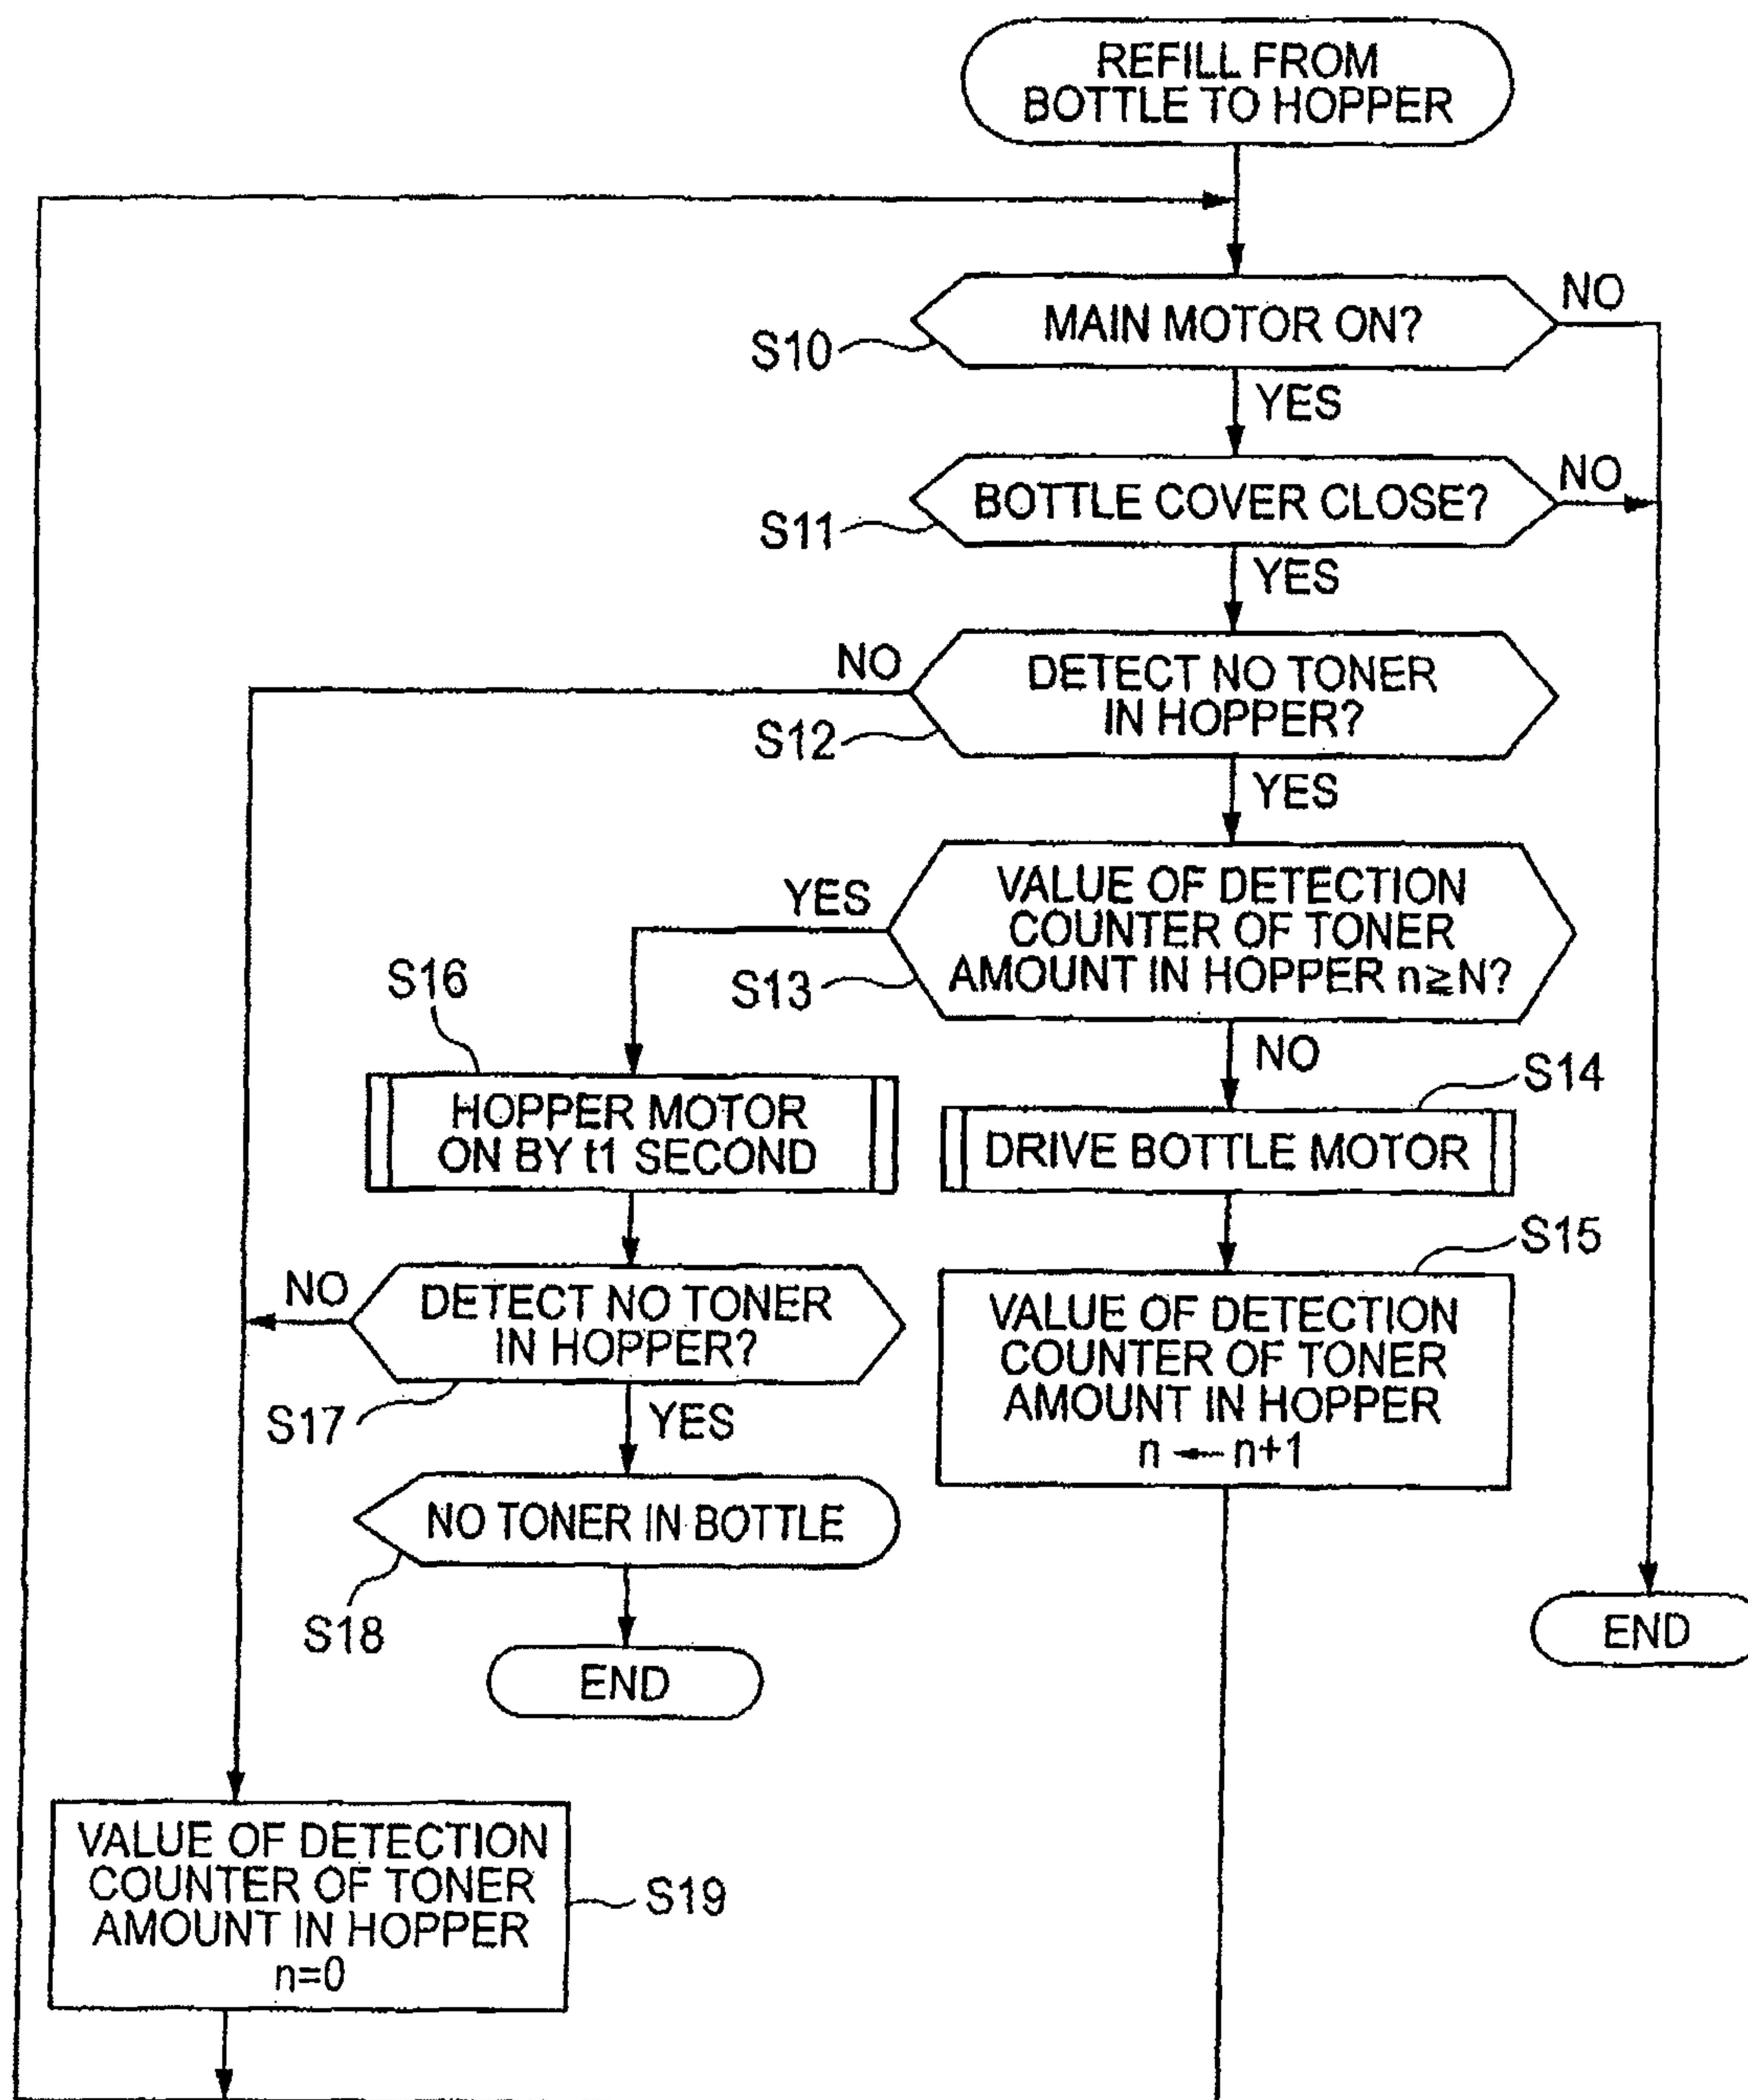 REFILL FROM
BOTTLE TO HOPPER
MAIN MOTOR ON?
NO
S10
YES
BOTTLE COVER CLOSE?
NO
S11
YES
NO
DETECT NO TONER
IN HOPPER?
S12
YES
YES
VALUE OF DETECTION
COUNTER OF TONER
AMOUNT IN HOPPER n≧N?
S13
NO
S16
HOPPER MOTOR
ON BY t1 SECOND
S14
DRIVE BOTTLE MOTOR
NO
DETECT NO TONER
IN HOPPER?
S17
YES
S15
VALUE OF DETECTION
COUNTER OF TONER
AMOUNT IN HOPPER
n ← n+1
NO TONER IN BOTTLE
S18
END
END
VALUE OF DETECTION
COUNTER OF TONER
AMOUNT IN HOPPER
n=0
S19